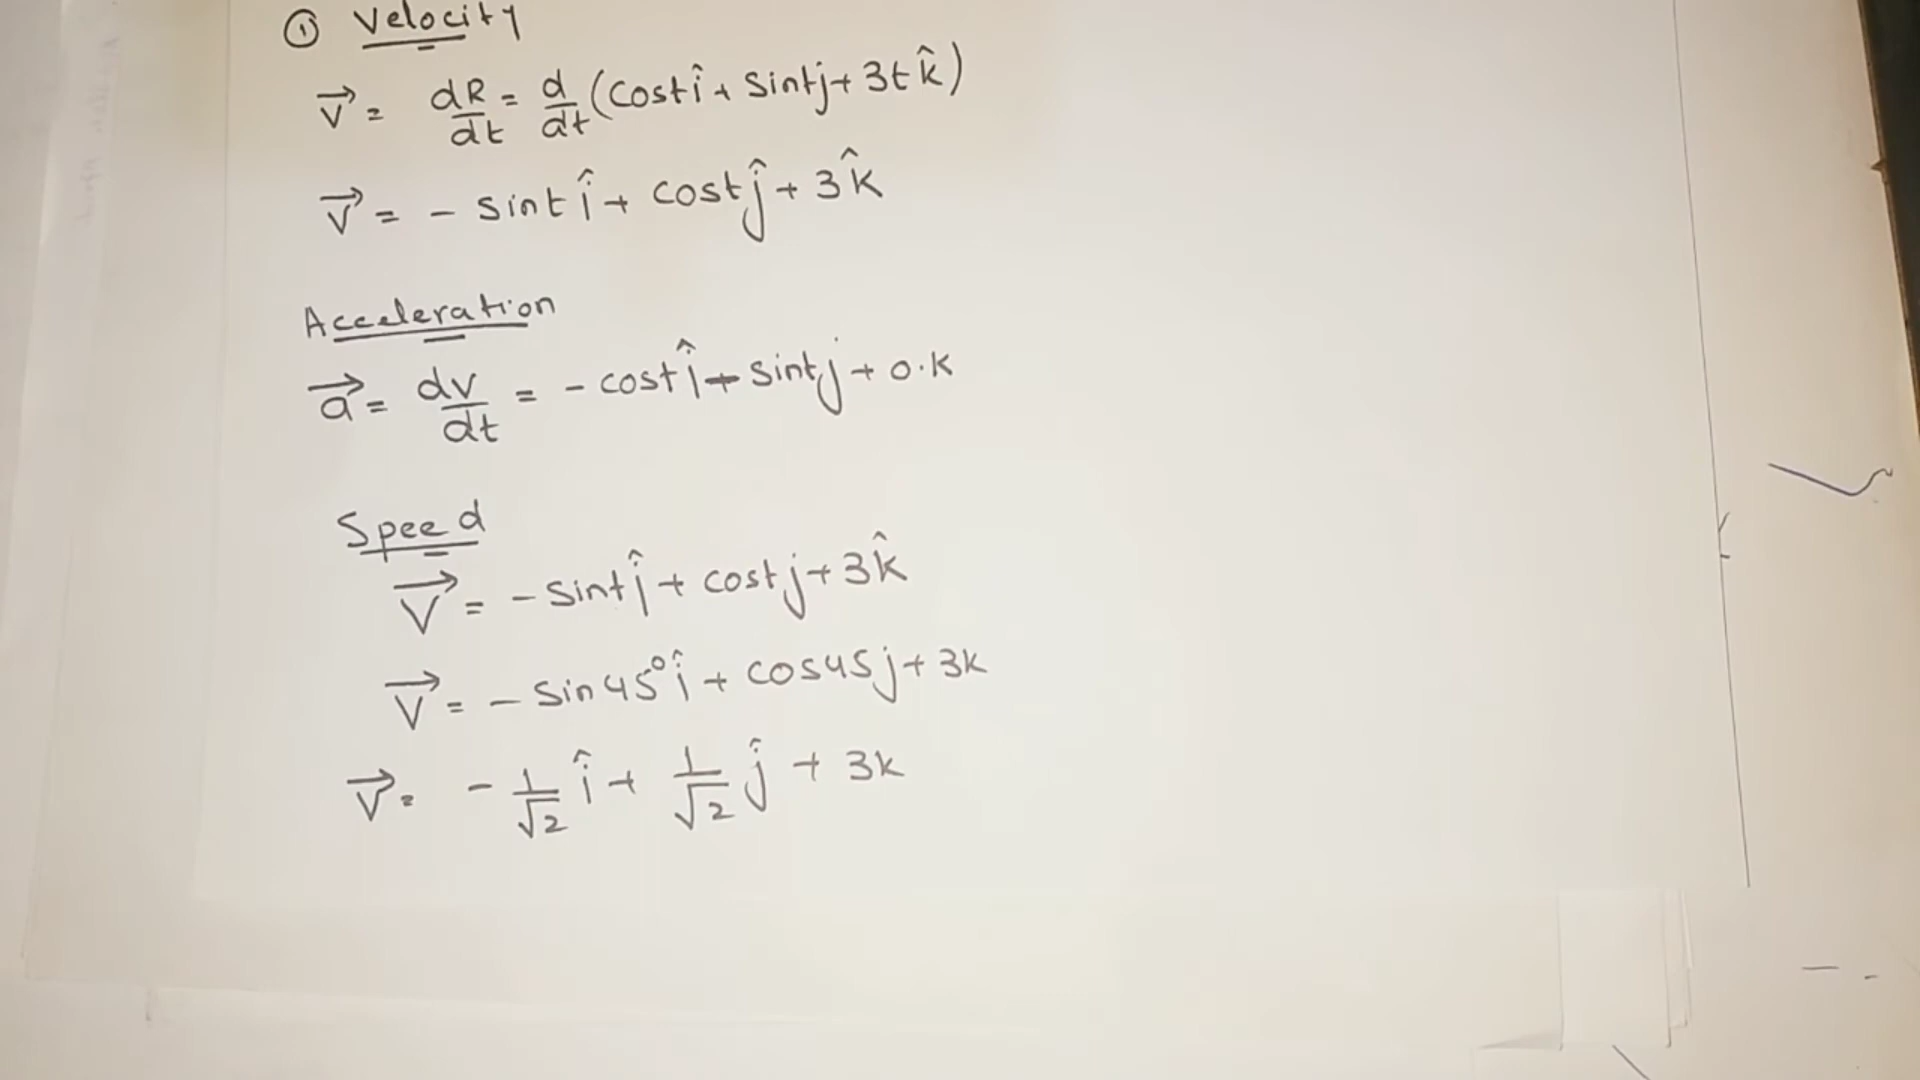 ① Velocity
V⃗ = dR/dt = d/dt (Cost î + Sint j + 3t k̂)
V⃗ = - Sint î + Cost ĵ + 3 k̂
Acceleration
a⃗ = dv/dt = - cost î - Sint j + 0.k
Speed
V⃗ = - Sint î + cost j + 3 k̂
V⃗ = - Sin 45° î + cos45 j + 3k
V⃗ = - 1/√2 î + 1/√2 ĵ + 3k